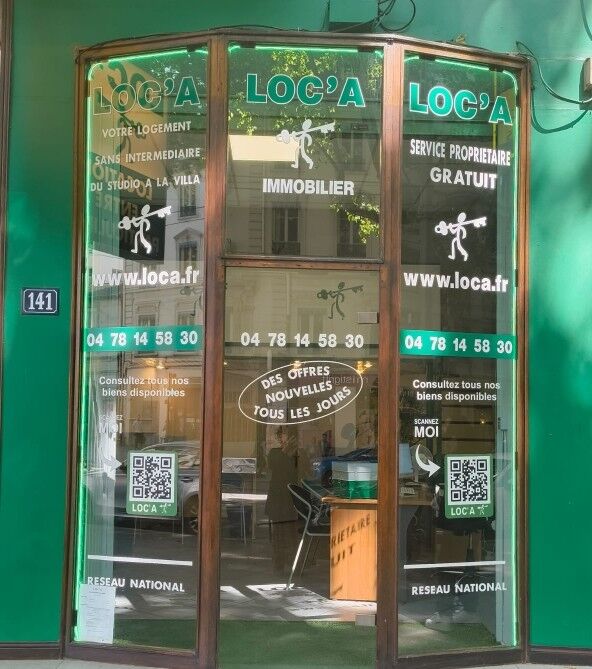 LOC'A
VOTRE LOGEMENT
SANS INTERMEDIAIRE
DU STUDIO A LA VILLA
www.loca.fr
04 78 14 58 30
Consultez tous nos
biens disponibles
SCANNEZ
MOI
LOC'A
RESEAU NATIONAL
LOC'A
IMMOBILIER
04 78 14 58 30
DES OFFRES
NOUVELLES
TOUS LES JOURS
LOC'A
SERVICE PROPRIETAIRE
GRATUIT
www.loca.fr
04 78 14 58 30
Consultez tous nos
biens disponibles
SCANNEZ
MOI
LOC'A
RESEAU NATIONAL
141